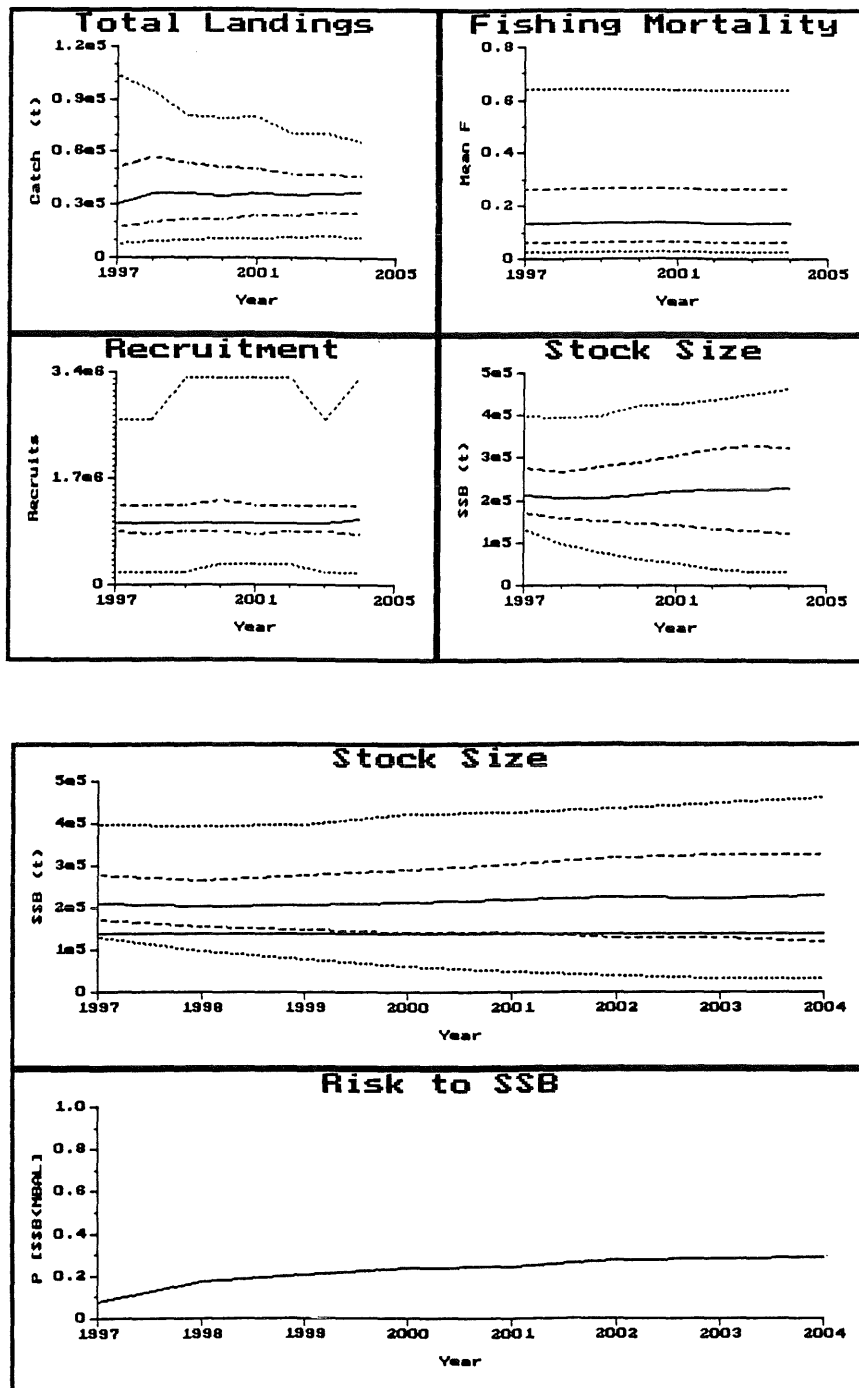 Total Landings
1.2e5
0.9e5
0.6e5
0.3e5
0
Catch (t)
1997 2001 2005
Year
Fishing Mortality
0.8
0.6
0.4
0.2
0
Mean F
1997 2001 2005
Year
Recruitment
3.4e6
1.7e6
0
Recruits
1997 2001 2005
Year
Stock Size
5e5
4e5
3e5
2e5
1e5
0
SSB (t)
1997 2001 2005
Year
Stock Size
5e5
4e5
3e5
2e5
1e5
0
SSB (t)
1997 1998 1999 2000 2001 2002 2003 2004
Year
Risk to SSB
1.0
0.8
0.6
0.4
0.2
0
P [SSB<MBAL]
1997 1998 1999 2000 2001 2002 2003 2004
Year